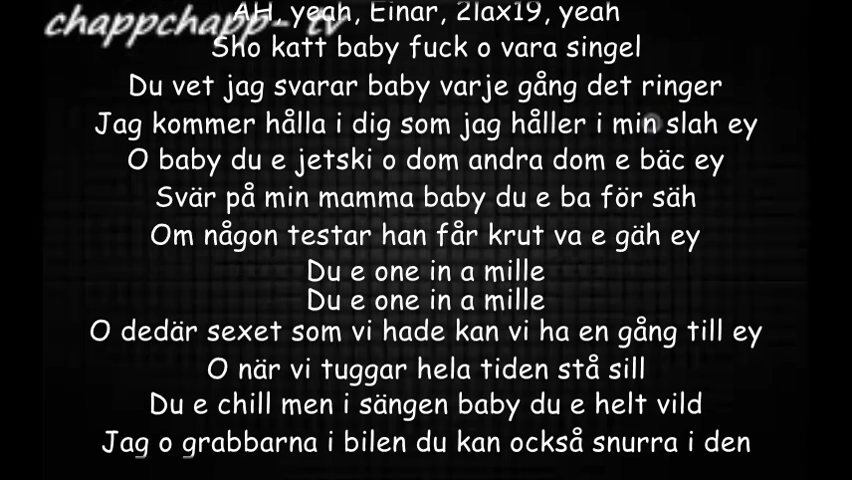 chappchapp - tv
AH, yeah, Einar, 2lax19, yeah
Sho katt baby fuck o vara singel
Du vet jag svarar baby varje gång det ringer
Jag kommer hålla i dig som jag håller i min slah ey
O baby du e jetski o dom andra dom e bäc ey
Svär på min mamma baby du e ba för säh
Om någon testar han får krut va e gäh ey
Du e one in a mille
Du e one in a mille
O dedär sexet som vi hade kan vi ha en gång till ey
O när vi tuggar hela tiden stå sill
Du e chill men i sängen baby du e helt vild
Jag o grabbarna i bilen du kan också snurra i den